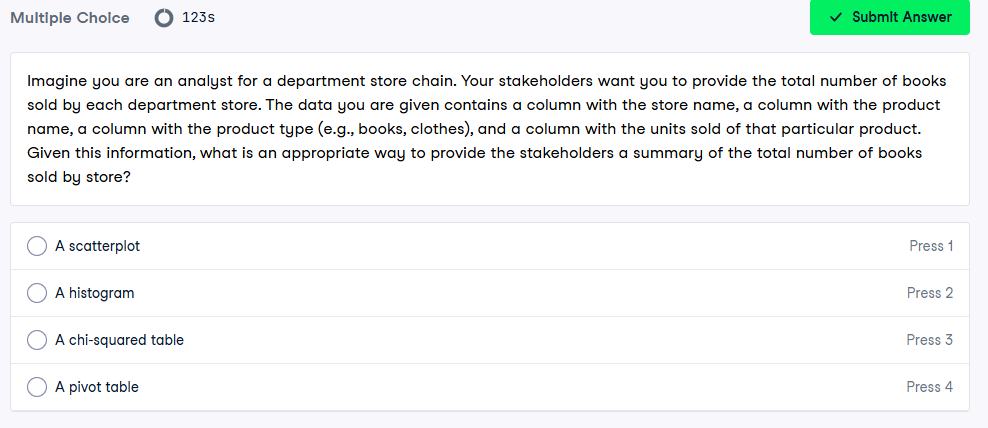 Multiple Choice 123s Submit Answer
Imagine you are an analyst for a department store chain. Your stakeholders want you to provide the total number of books
sold by each department store. The data you are given contains a column with the store name, a column with the product
name, a column with the product type (e.g., books, clothes), and a column with the units sold of that particular product.
Given this information, what is an appropriate way to provide the stakeholders a summary of the total number of books
sold by store?
A scatterplot Press 1
A histogram Press 2
A chi-squared table Press 3
A pivot table Press 4